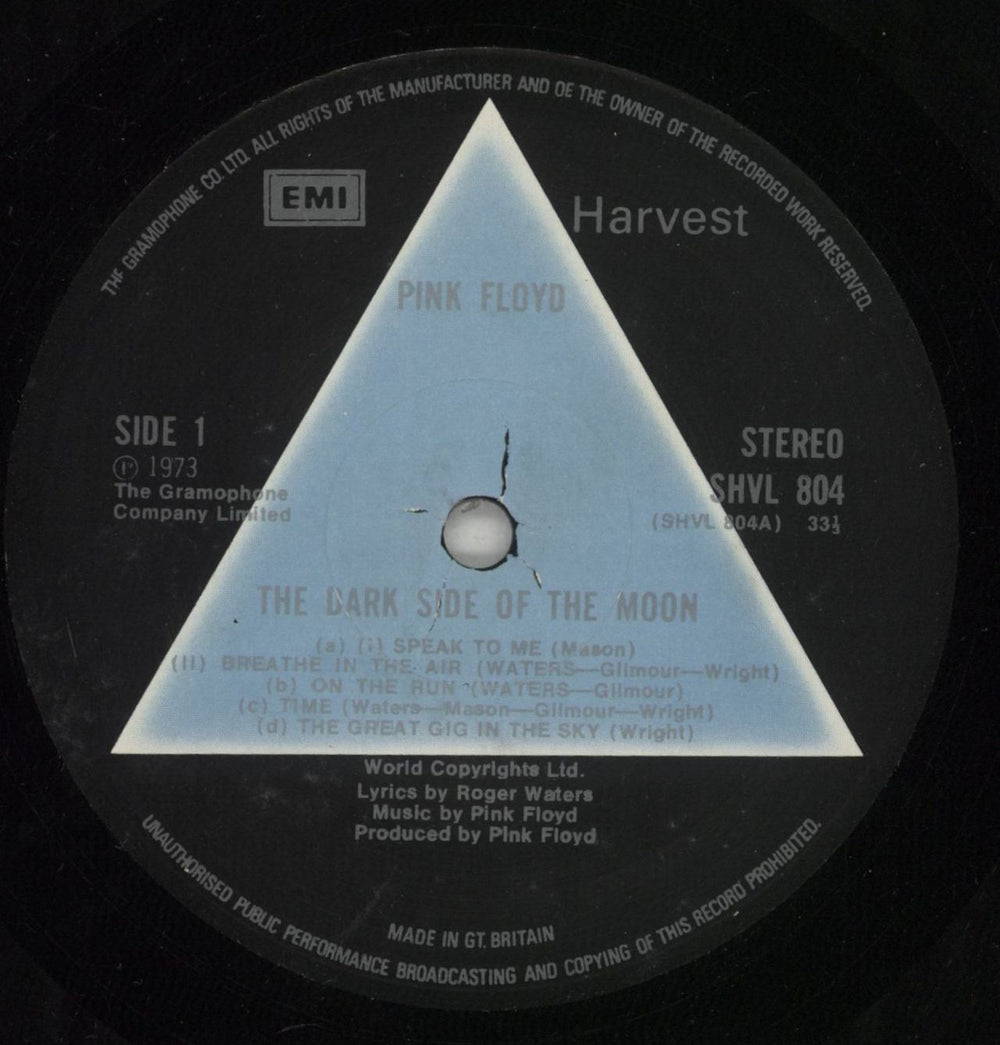 THE GRAMOPHONE CO. LTD. ALL RIGHTS OF THE MANUFACTURER AND OF THE OWNER OF THE RECORDED WORK RESERVED.
EMI
Harvest
PINK FLOYD
SIDE 1
Ⓟ 1973
The Gramophone
Company Limited
STEREO
SHVL 804
(SHVL 804A) 33⅓
THE DARK SIDE OF THE MOON
(a) (i) SPEAK TO ME (Mason)
(ii) BREATHE IN THE AIR (WATERS—Gilmour—Wright)
(b) ON THE RUN (WATERS—Gilmour)
(c) TIME (Waters—Mason—Gilmour—Wright)
(d) THE GREAT GIG IN THE SKY (Wright)
World Copyrights Ltd.
Lyrics by Roger Waters
Music by Pink Floyd
Produced by Pink Floyd
MADE IN GT. BRITAIN
UNAUTHORISED PUBLIC PERFORMANCE BROADCASTING AND COPYING OF THIS RECORD PROHIBITED.